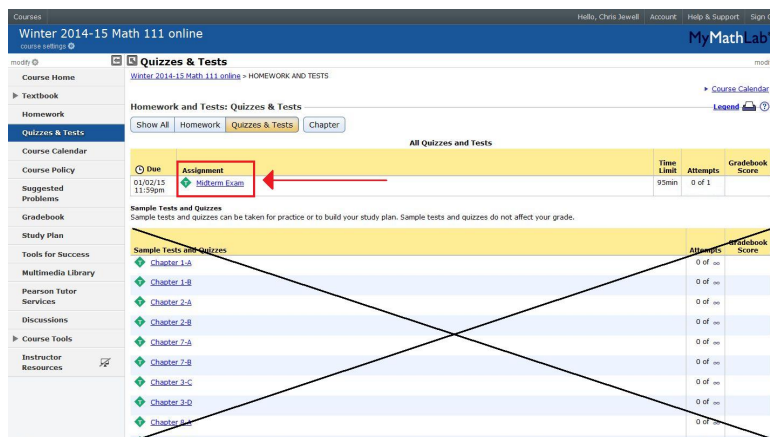 Courses
Hello, Chris Jewell Account Help & Support Sign
Winter 2014-15 Math 111 online
course settings
MyMathLab
modify
Quizzes & Tests
modi
Course Home
Winter 2014-15 Math 111 online > HOMEWORK AND TESTS
Course Calendar
Textbook
Legend
Homework and Tests: Quizzes & Tests
Homework
Show All Homework Quizzes & Tests Chapter
Quizzes & Tests
All Quizzes and Tests
Course Calendar
Due Assignment Time Limit Attempts Gradebook Score
Course Policy
01/02/15 11:59pm Midterm Exam 95min 0 of 1
Suggested
Problems
Sample Tests and Quizzes
Sample tests and quizzes can be taken for practice or to build your study plan. Sample tests and quizzes do not affect your grade.
Gradebook
Study Plan
Sample Tests and Quizzes Attempts Gradebook Score
Tools for Success
Chapter 1-A 0 of ∞
Multimedia Library
Chapter 1-B 0 of ∞
Pearson Tutor
Services
Chapter 2-A 0 of ∞
Discussions
Chapter 2-B 0 of ∞
Course Tools
Chapter 7-A 0 of ∞
Instructor
Resources
Chapter 7-B 0 of ∞
Chapter 3-C 0 of ∞
Chapter 3-D 0 of ∞
Chapter 8-A 0 of ∞